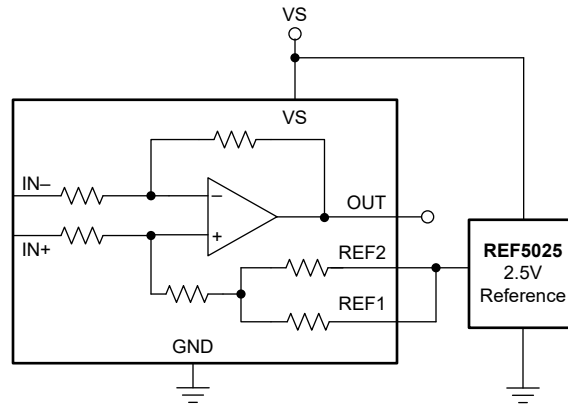 VS
VS
IN–
OUT
–
+
IN+
REF2
REF1
GND
REF5025
2.5V
Reference